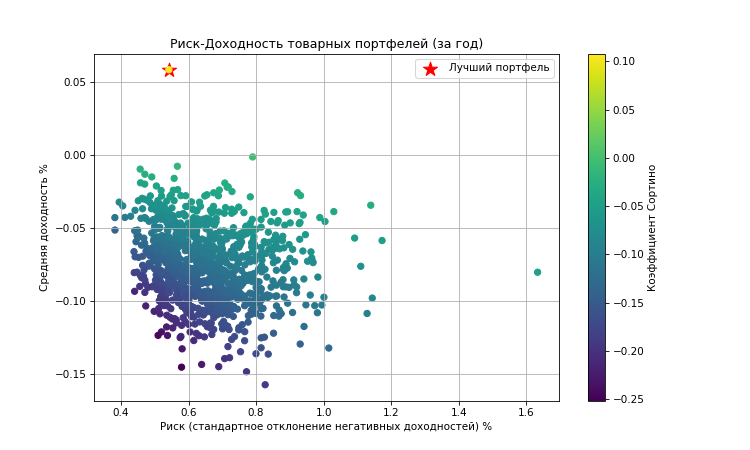 Риск-Доходность товарных портфелей (за год)
Лучший портфель
Средняя доходность %
0.05
0.00
−0.05
−0.10
−0.15
0.4 0.6 0.8 1.0 1.2 1.4 1.6
Риск (стандартное отклонение негативных доходностей) %
0.10
0.05
0.00
−0.05
−0.10
−0.15
−0.20
−0.25
Коэффициент Сортино